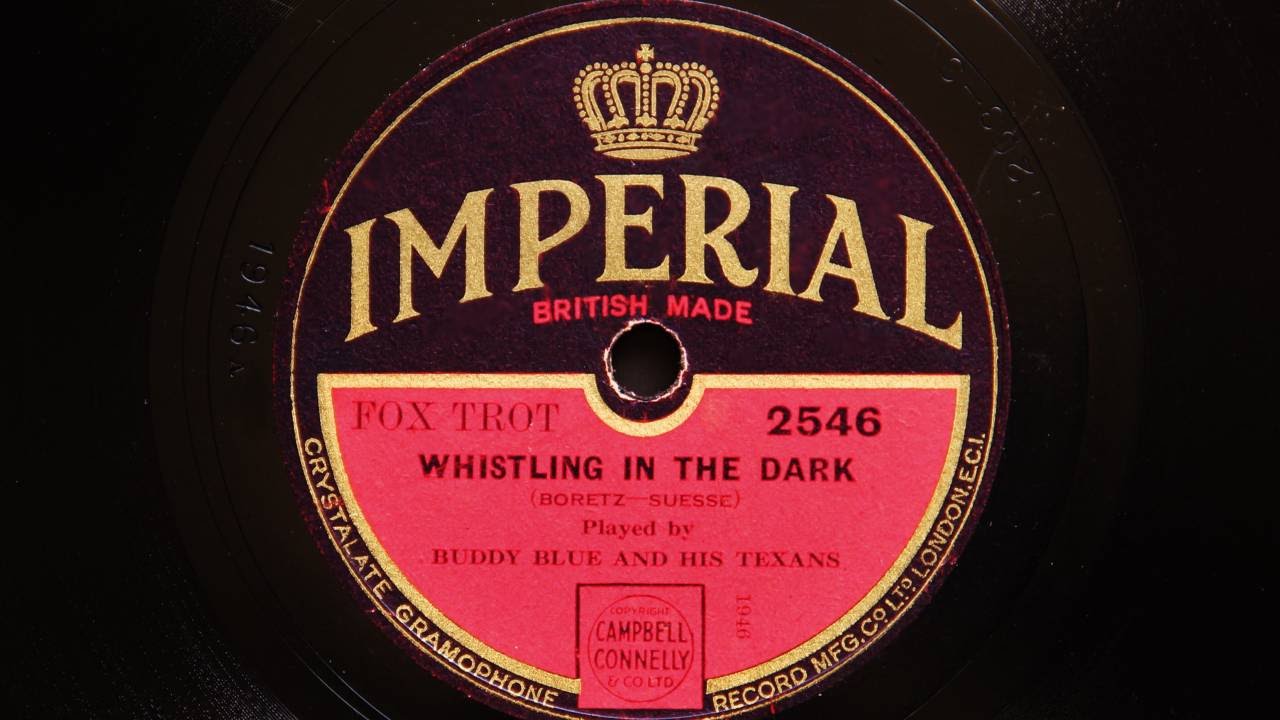 IMPERIAL
BRITISH MADE
FOX TROT 2546
WHISTLING IN THE DARK
(BORETZ—SUESSE)
Played by
BUDDY BLUE AND HIS TEXANS
1946
COPYRIGHT
CAMPBELL
CONNELLY
& CO LTD
CRYSTALATE GRAMOPHONE RECORD MFG. CO LTD LONDON. E.C.1.
1946